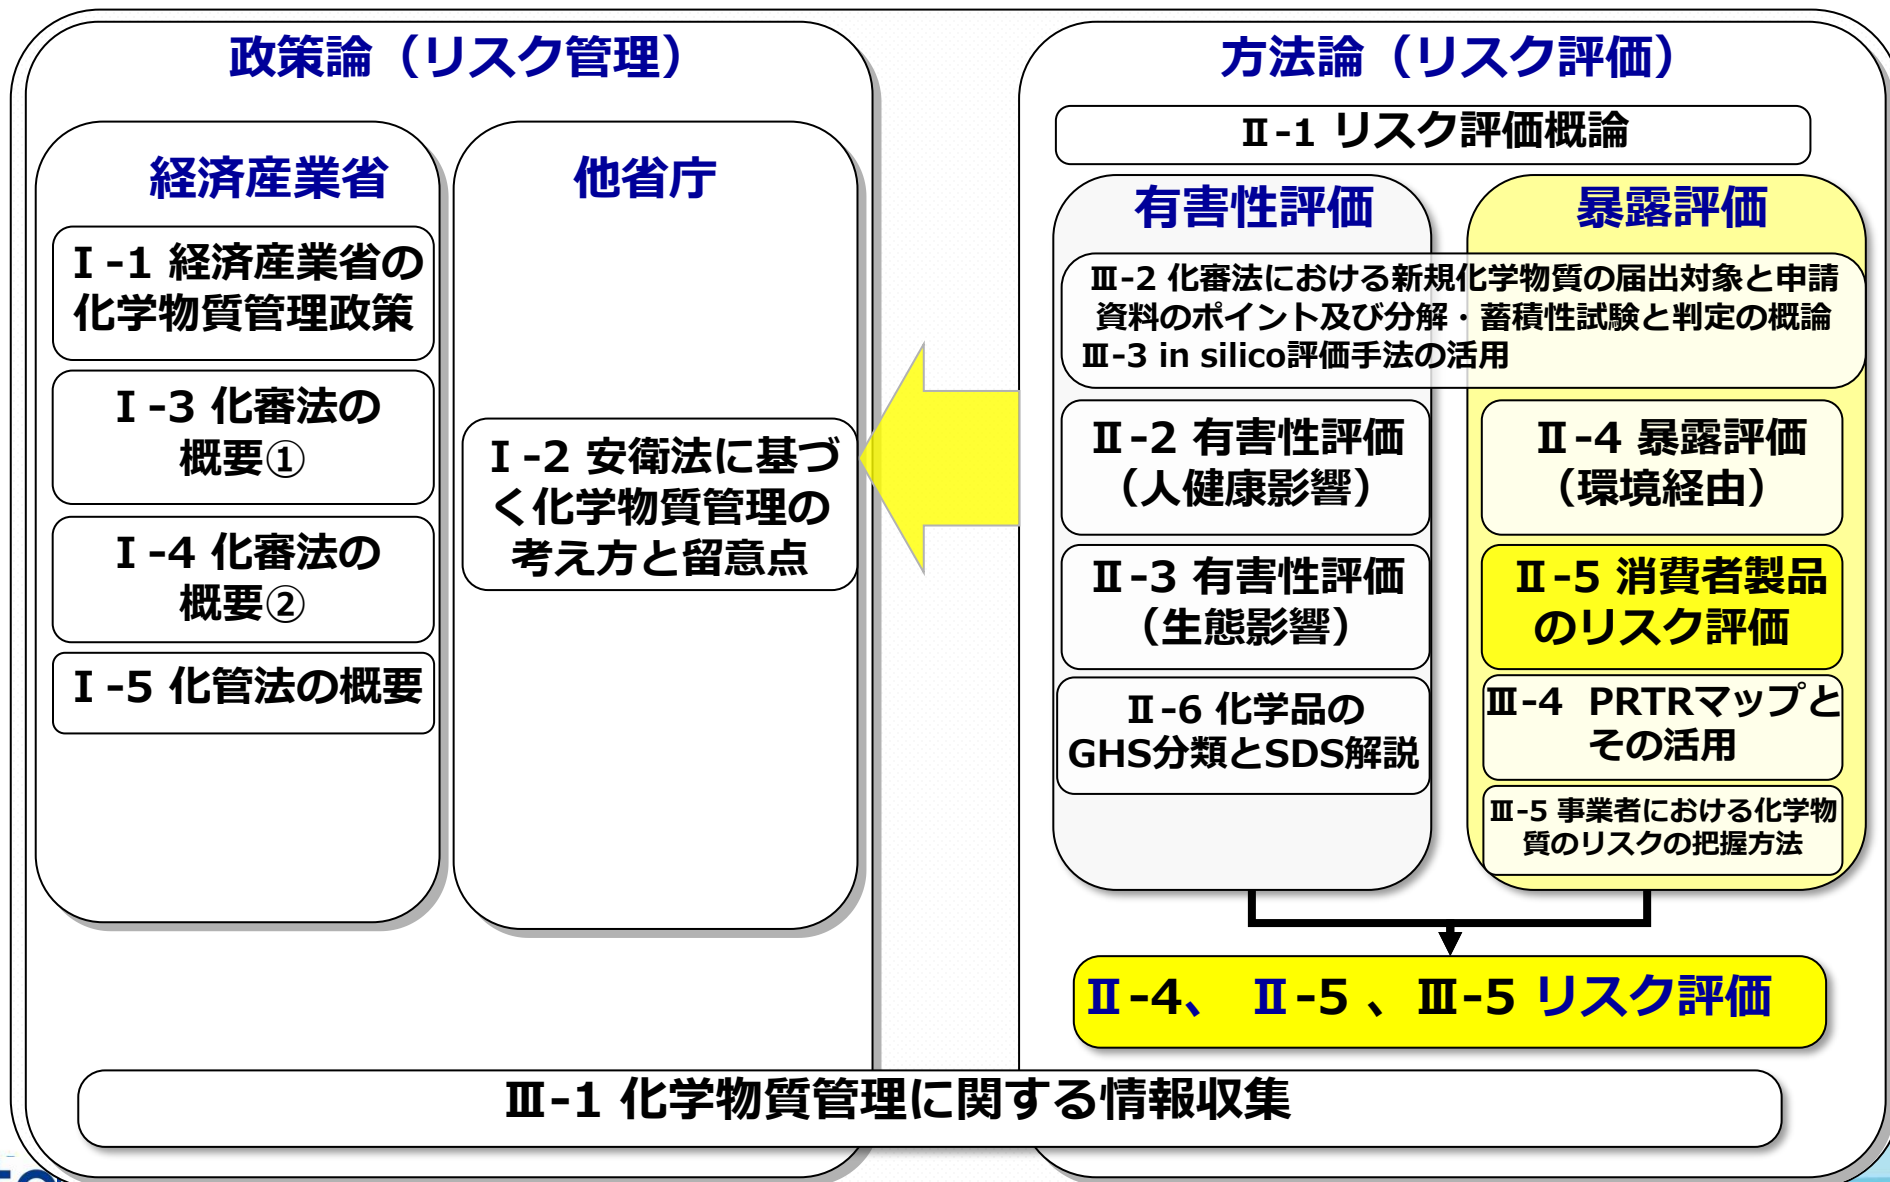 政策論（リスク管理）
経済産業省
Ⅰ-1 経済産業省の
化学物質管理政策
Ⅰ-3 化審法の
概要①
Ⅰ-4 化審法の
概要②
Ⅰ-5 化管法の概要
他省庁
Ⅰ-2 安衛法に基づ
く化学物質管理の
考え方と留意点
方法論（リスク評価）
Ⅱ-1 リスク評価概論
有害性評価
暴露評価
Ⅲ-2 化審法における新規化学物質の届出対象と申請
資料のポイント及び分解・蓄積性試験と判定の概論
Ⅲ-3 in silico評価手法の活用
Ⅱ-2 有害性評価
（人健康影響）
Ⅱ-3 有害性評価
（生態影響）
Ⅱ-6 化学品の
GHS分類とSDS解説
Ⅱ-4 暴露評価
（環境経由）
Ⅱ-5 消費者製品
のリスク評価
Ⅲ-4 PRTRマップと
その活用
Ⅲ-5 事業者における化学物
質のリスクの把握方法
Ⅱ-4、 Ⅱ-5 、Ⅲ-5 リスク評価
Ⅲ-1 化学物質管理に関する情報収集